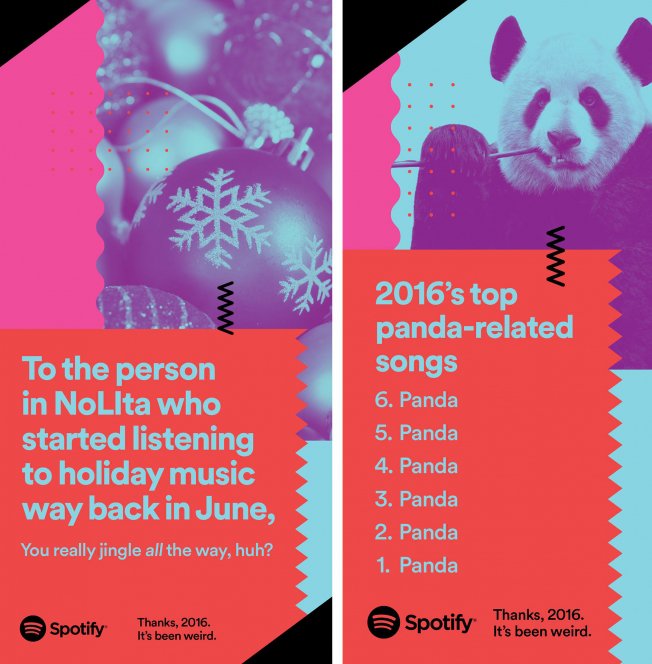 To the person
in NoLIta who
started listening
to holiday music
way back in June,
You really jingle all the way, huh?
Spotify®
Thanks, 2016.
It's been weird.
2016's top
panda-related
songs
6. Panda
5. Panda
4. Panda
3. Panda
2. Panda
1. Panda
Spotify®
Thanks, 2016.
It's been weird.